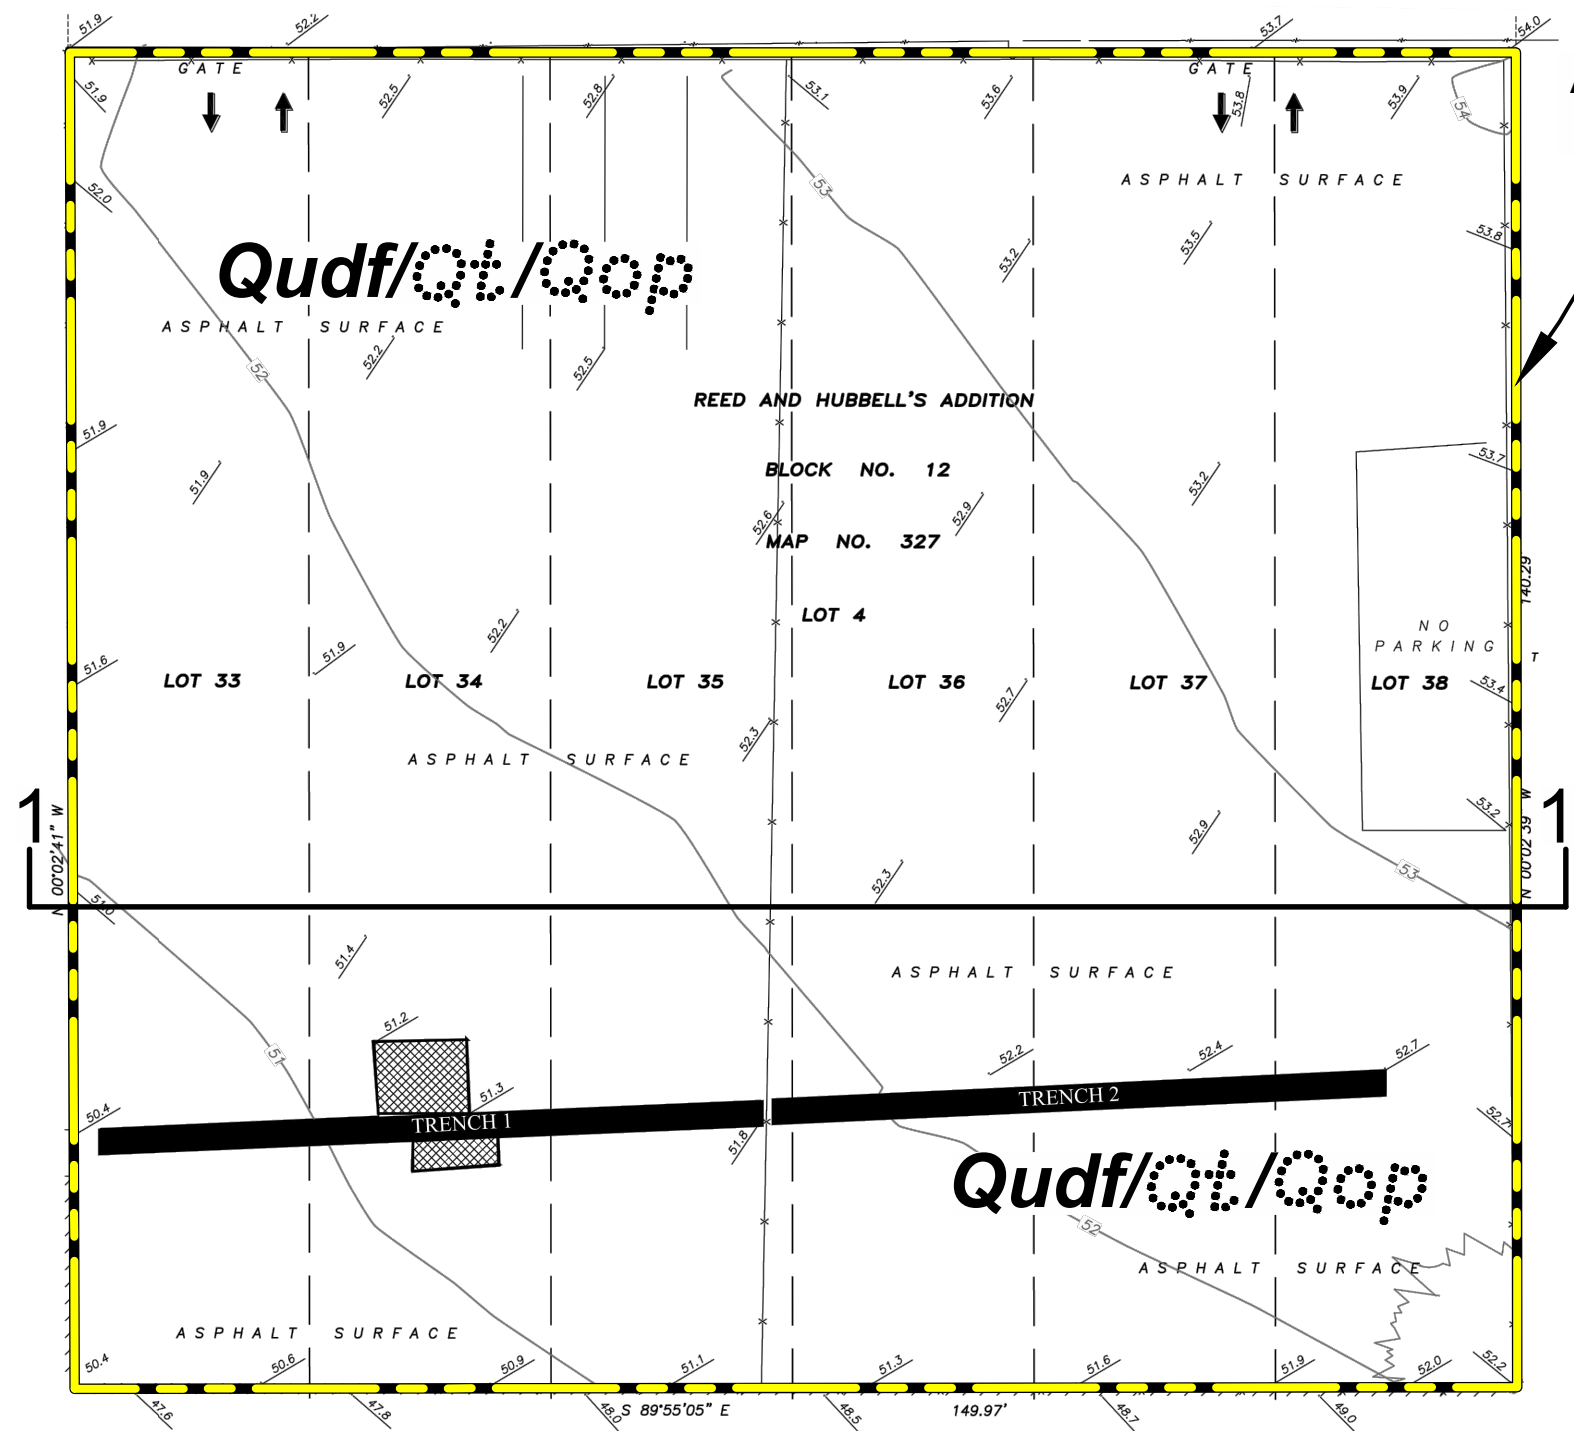 51.9
52.2
53.7
54.0
GATE
GATE
51.9
52.5
52.8
53.1
53.6
53.8
53.9
54
52.0
53
ASPHALT SURFACE
53.8
53.5
53.2
Qudf/Qt/Qop
ASPHALT SURFACE
52
52.2
52.5
REED AND HUBBELL'S ADDITION
51.9
53.7
BLOCK NO. 12
51.9
53.2
52.6
52.9
MAP NO. 327
140.29
LOT 4
NO
PARKING
52.2
51.9
51.6
LOT 33
LOT 34
LOT 35
LOT 36
LOT 37
LOT 38
T
53.4
52.7
52.3
ASPHALT SURFACE
1
1
N 00°02'41" W
N 00°02'39" W
53.2
52.9
53
52.3
51.0
51.4
ASPHALT SURFACE
51.2
51
52.2
52.4
52.7
51.3
50.4
TRENCH 1
TRENCH 2
51.8
52.7
Qudf/Qt/Qop
52
ASPHALT SURFACE
ASPHALT SURFACE
50.4
50.6
50.9
51.1
51.3
51.6
51.9
52.0
52.2
47.6
47.8
48.0
S 89°55'05" E
149.97'
48.5
48.7
49.0